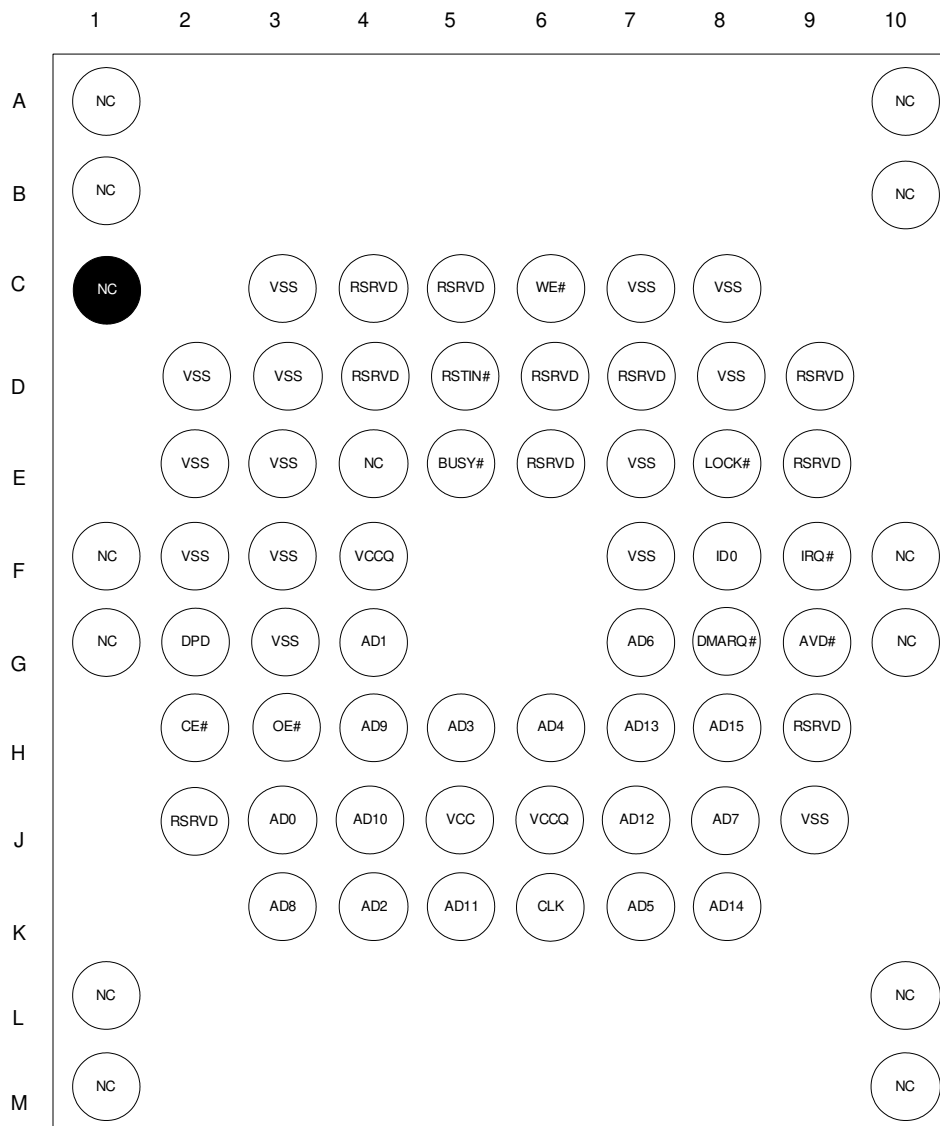 1 2 3 4 5 6 7 8 9 10
A NC NC
B NC NC
C NC VSS RSRVD RSRVD WE# VSS VSS
D VSS VSS RSRVD RSTIN# RSRVD RSRVD VSS RSRVD
E VSS VSS NC BUSY# RSRVD VSS LOCK# RSRVD
F NC VSS VSS VCCQ VSS ID0 IRQ# NC
G NC DPD VSS AD1 AD6 DMARQ# AVD# NC
H CE# OE# AD9 AD3 AD4 AD13 AD15 RSRVD
J RSRVD AD0 AD10 VCC VCCQ AD12 AD7 VSS
K AD8 AD2 AD11 CLK AD5 AD14
L NC NC
M NC NC